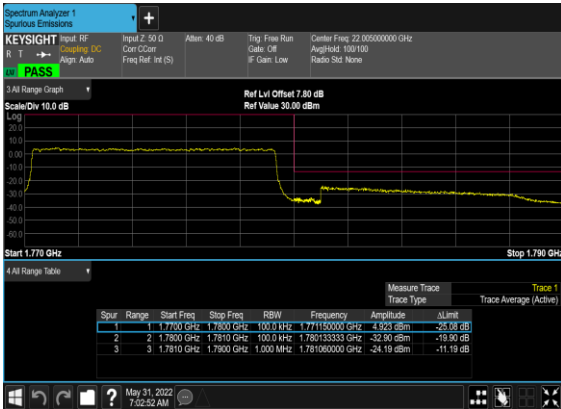 Spectrum Analyzer 1
Spurious Emissions
+
KEYSIGHT Input: RF Input Z: 50 Ω Atten: 40 dB Trig: Free Run Center Freq: 22.005000000 GHz
R T Coupling: DC Corr CCorr Gate: Off Avg|Hold: 100/100
Align: Auto Freq Ref: Int (S) IF Gain: Low Radio Std: None
LW PASS
3 All Range Graph
Ref Lvl Offset 7.80 dB
Scale/Div 10.0 dB Ref Value 30.00 dBm
Log
20.0
10.0
0.00
-10.0
-20.0
-30.0
-40.0
-50.0
-60.0
Start 1.770 GHz Stop 1.790 GHz
4 All Range Table
Measure Trace Trace 1
Trace Type Trace Average (Active)
Spur Range Start Freq Stop Freq RBW Frequency Amplitude ΔLimit
1 1 1.7700 GHz 1.7800 GHz 100.0 kHz 1.771150000 GHz 4.923 dBm -25.08 dB
2 2 1.7800 GHz 1.7810 GHz 100.0 kHz 1.780133333 GHz -32.90 dBm -19.90 dB
3 3 1.7810 GHz 1.7900 GHz 1.000 MHz 1.781060000 GHz -24.19 dBm -11.19 dB
? May 31, 2022
7:02:52 AM